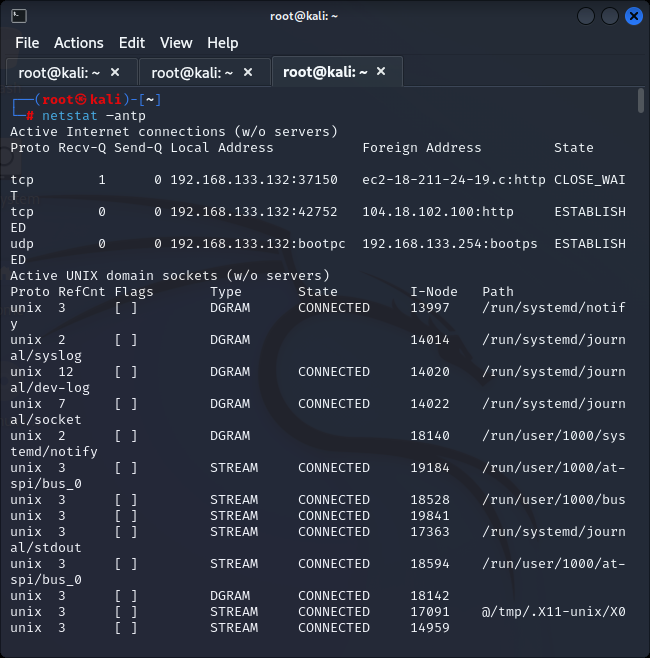 root@kali: ~
File Actions Edit View Help
root@kali: ~ × root@kali: ~ × root@kali: ~ ×
┌──(root㉿kali)-[~]
└─# netstat –antp
Active Internet connections (w/o servers)
Proto Recv-Q Send-Q Local Address           Foreign Address         State
tcp        1      0 192.168.133.132:37150   ec2-18-211-24-19.c:http CLOSE_WAI
T
tcp        0      0 192.168.133.132:42752   104.18.102.100:http     ESTABLISH
ED
udp        0      0 192.168.133.132:bootpc  192.168.133.254:bootps  ESTABLISH
ED
Active UNIX domain sockets (w/o servers)
Proto RefCnt Flags       Type       State         I-Node   Path
unix  3      [ ]         DGRAM      CONNECTED     13997    /run/systemd/notif
y
unix  2      [ ]         DGRAM                    14014    /run/systemd/journ
al/syslog
unix  12     [ ]         DGRAM      CONNECTED     14020    /run/systemd/journ
al/dev-log
unix  7      [ ]         DGRAM      CONNECTED     14022    /run/systemd/journ
al/socket
unix  2      [ ]         DGRAM                    18140    /run/user/1000/sys
temd/notify
unix  3      [ ]         STREAM     CONNECTED     19184    /run/user/1000/at-
spi/bus_0
unix  3      [ ]         STREAM     CONNECTED     18528    /run/user/1000/bus
unix  3      [ ]         STREAM     CONNECTED     19841
unix  3      [ ]         STREAM     CONNECTED     17363    /run/systemd/journ
al/stdout
unix  3      [ ]         STREAM     CONNECTED     18594    /run/user/1000/at-
spi/bus_0
unix  3      [ ]         DGRAM      CONNECTED     18142
unix  3      [ ]         STREAM     CONNECTED     17091    @/tmp/.X11-unix/X0
unix  3      [ ]         STREAM     CONNECTED     14959